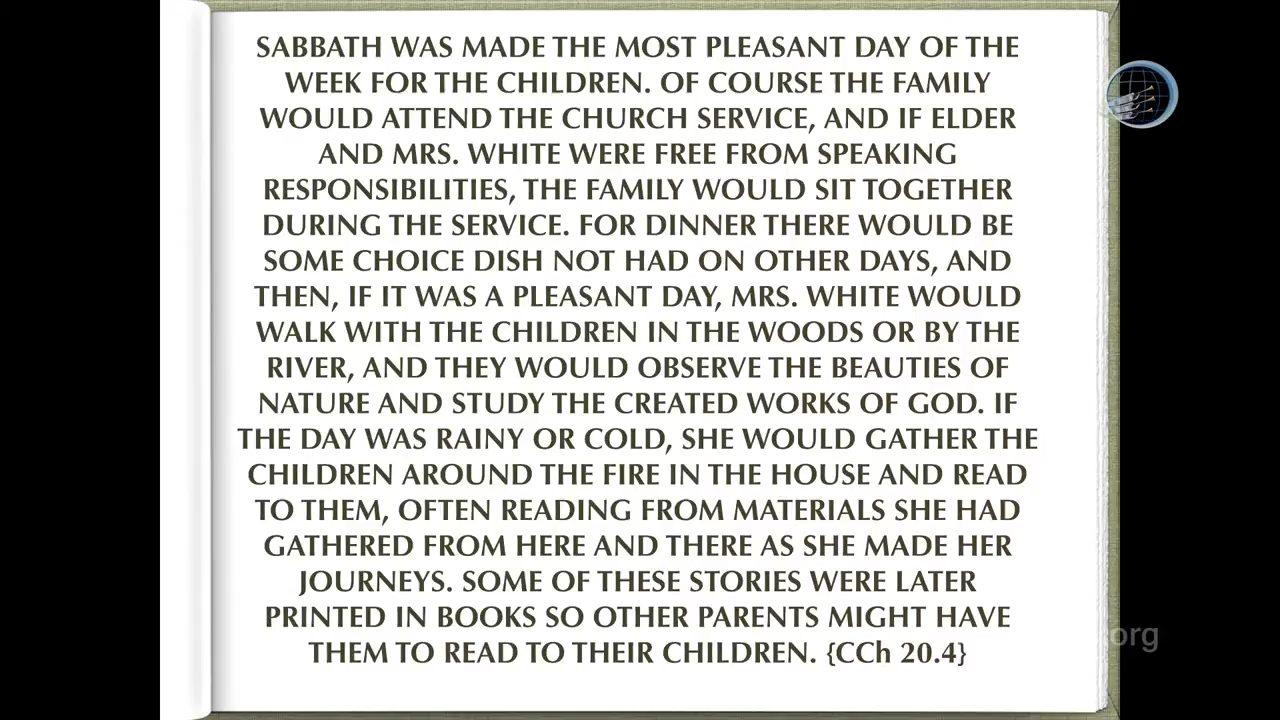 SABBATH WAS MADE THE MOST PLEASANT DAY OF THE
WEEK FOR THE CHILDREN. OF COURSE THE FAMILY
WOULD ATTEND THE CHURCH SERVICE, AND IF ELDER
AND MRS. WHITE WERE FREE FROM SPEAKING
RESPONSIBILITIES, THE FAMILY WOULD SIT TOGETHER
DURING THE SERVICE. FOR DINNER THERE WOULD BE
SOME CHOICE DISH NOT HAD ON OTHER DAYS, AND
THEN, IF IT WAS A PLEASANT DAY, MRS. WHITE WOULD
WALK WITH THE CHILDREN IN THE WOODS OR BY THE
RIVER, AND THEY WOULD OBSERVE THE BEAUTIES OF
NATURE AND STUDY THE CREATED WORKS OF GOD. IF
THE DAY WAS RAINY OR COLD, SHE WOULD GATHER THE
CHILDREN AROUND THE FIRE IN THE HOUSE AND READ
TO THEM, OFTEN READING FROM MATERIALS SHE HAD
GATHERED FROM HERE AND THERE AS SHE MADE HER
JOURNEYS. SOME OF THESE STORIES WERE LATER
PRINTED IN BOOKS SO OTHER PARENTS MIGHT HAVE
THEM TO READ TO THEIR CHILDREN. {CCh 20.4}
.org